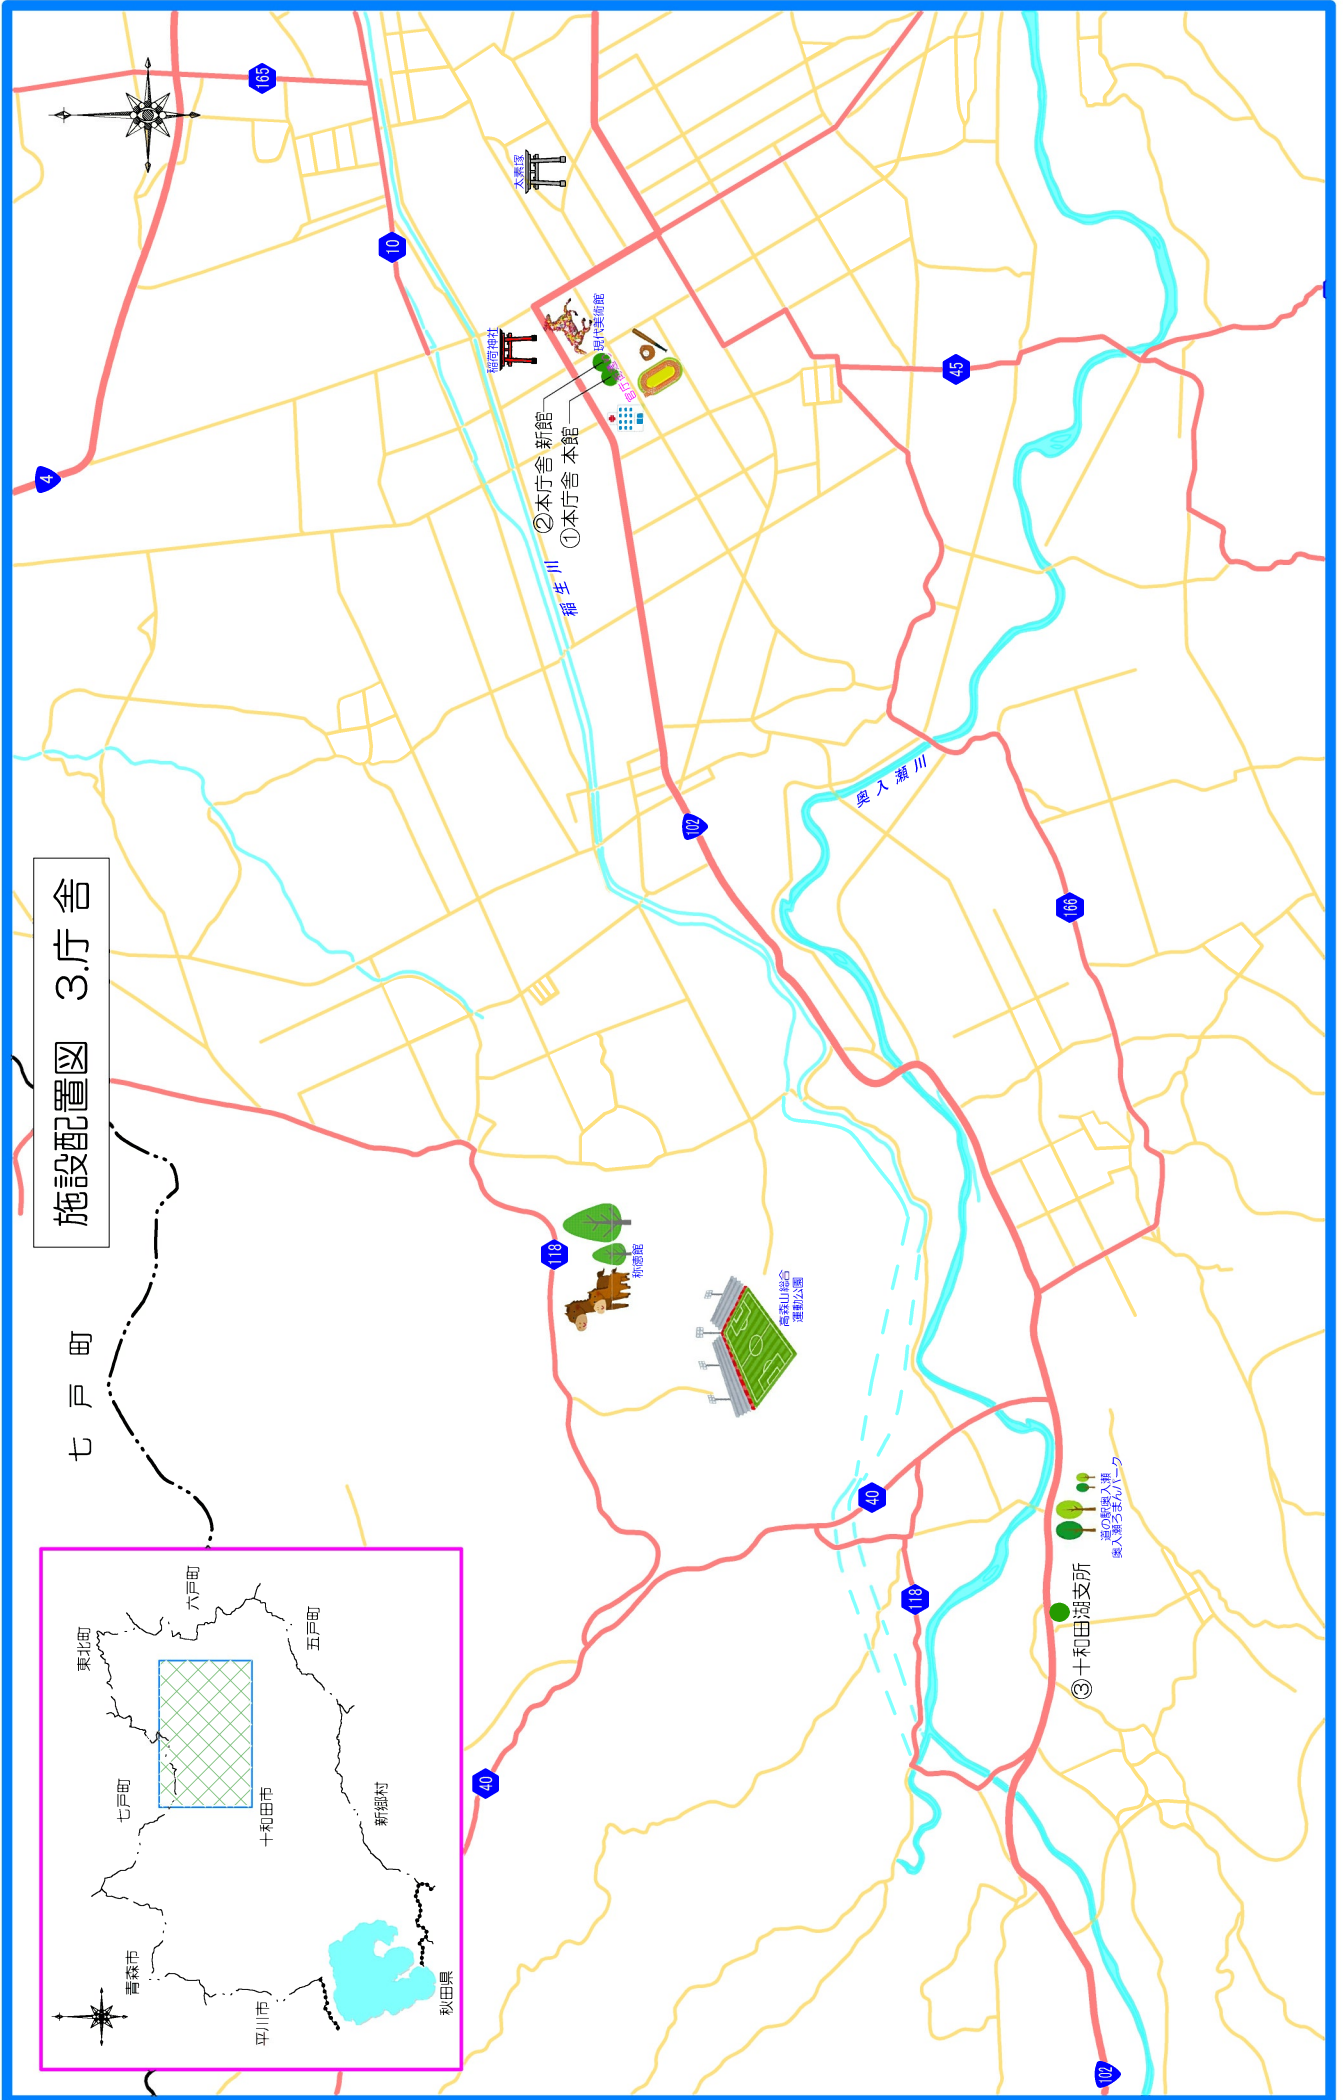 施設配置図　3.庁 舎
七　戸　町
東北町
六戸町
七戸町
五戸町
十和田市
青森市
新郷村
平川市
秋田県
4
165
10
太素塚
稲荷神社
現代美術館
②本庁舎 新館
①本庁舎 本館
稲 生 川
45
102
奥 入 瀬 川
166
118
称徳館
高森山総合
運動公園
40
118
40
道の駅奥入瀬
奥入瀬ろまんパーク
③十和田湖支所
102